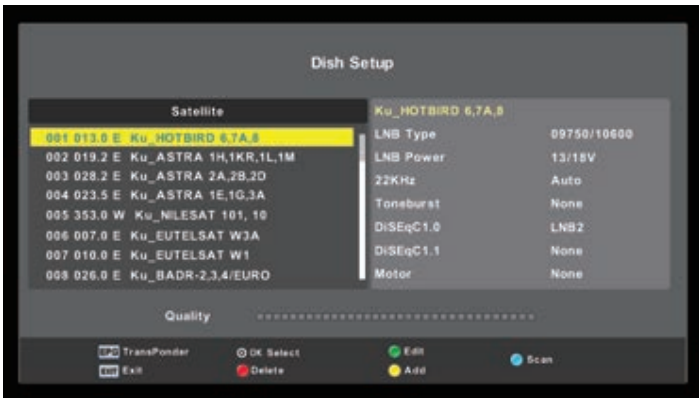 Dish Setup
Satellite
001 013.0 E Ku_HOTBIRD 6,7A,8
002 019.2 E Ku_ASTRA 1H,1KR,1L,1M
003 028.2 E Ku_ASTRA 2A,2B,2D
004 023.5 E Ku_ASTRA 1E,1G,3A
005 353.0 W Ku_NILESAT 101, 10
006 007.0 E Ku_EUTELSAT W3A
007 010.0 E Ku_EUTELSAT W1
008 026.0 E Ku_BADR-2,3,4/EURO
Ku_HOTBIRD 6,7A,8
LNB Type 09750/10600
LNB Power 13/18V
22KHz Auto
Toneburst None
DiSEqC1.0 LNB2
DiSEqC1.1 None
Motor None
Quality
EPG TransPonder OK Select Edit Scan
EXIT Exit Delete Add